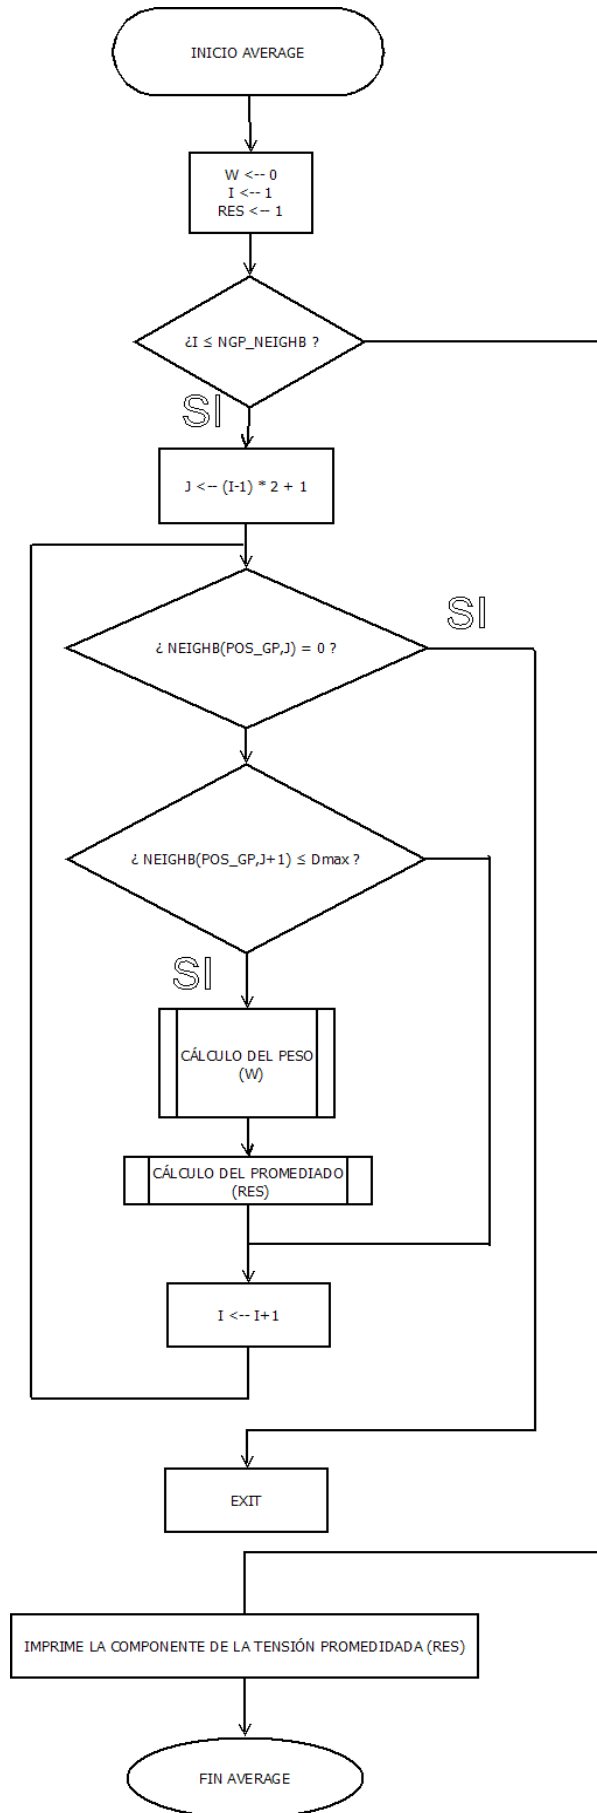 INICIO AVERAGE
W <-- 0
I <-- 1
RES <-- 1
¿I ≤ NGP_NEIGHB ?
SI
J <-- (I-1) * 2 + 1
¿ NEIGHB(POS_GP,J) = 0 ?
SI
¿ NEIGHB(POS_GP,J+1) ≤ Dmax ?
SI
CÁLCULO DEL PESO
(W)
CÁLCULO DEL PROMEDIADO
(RES)
I <-- I+1
EXIT
IMPRIME LA COMPONENTE DE LA TENSIÓN PROMEDIDADA (RES)
FIN AVERAGE